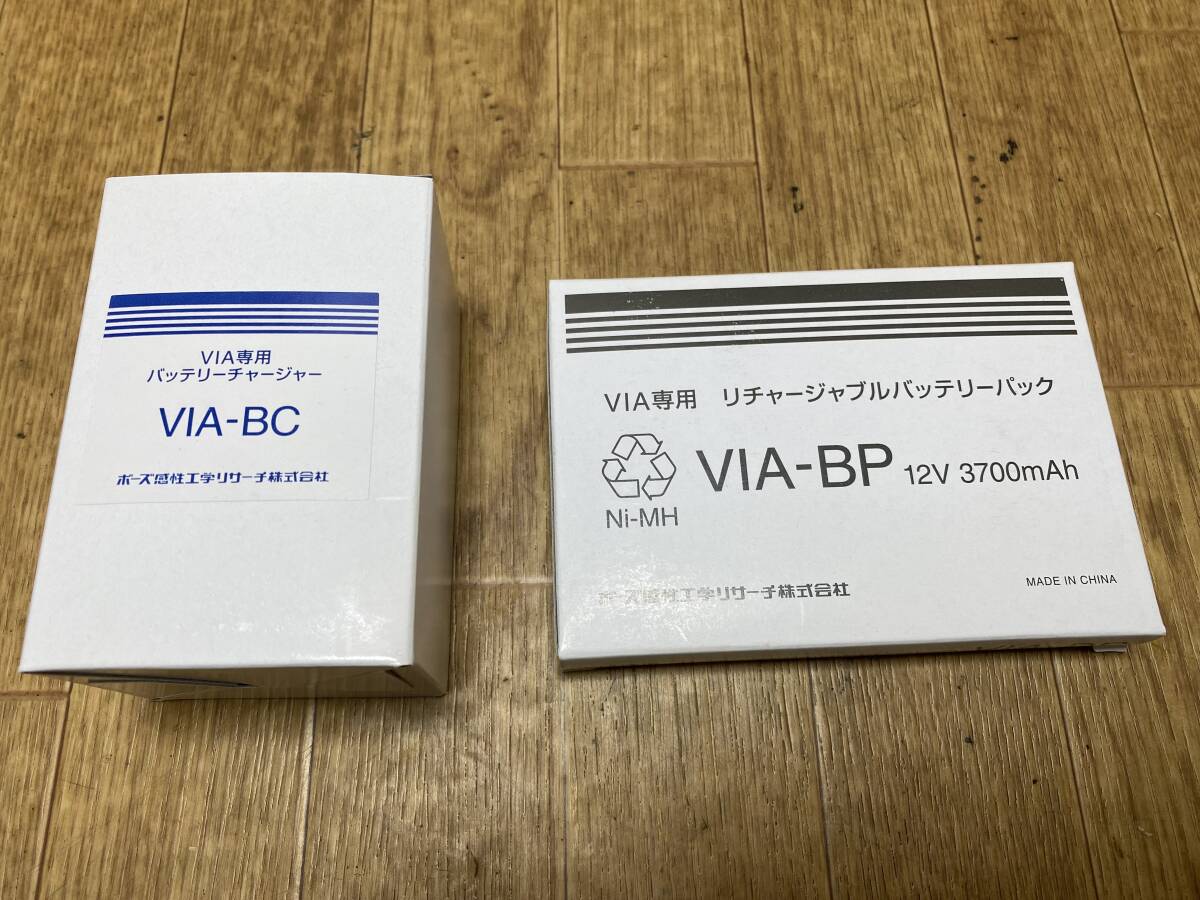 VIA専用
バッテリーチャージャー
VIA-BC
ボーズ感性工学リサーチ株式会社
VIA専用 リチャージャブルバッテリーパック
VIA-BP 12V 3700mAh
Ni-MH
ボーズ感性工学リサーチ株式会社
MADE IN CHINA